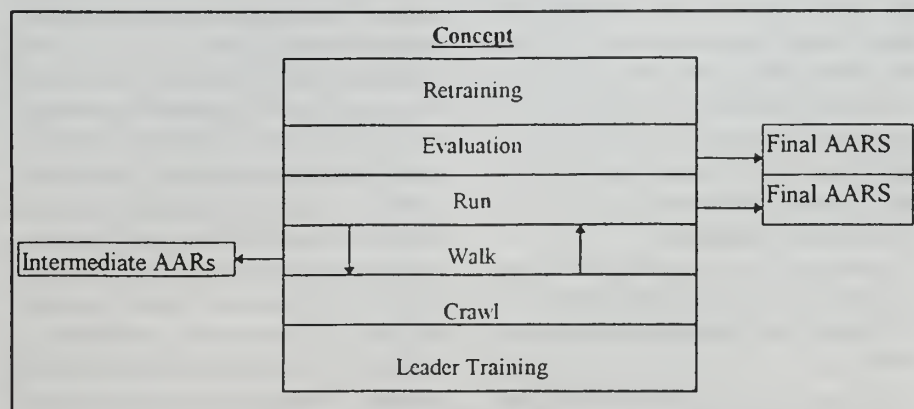 Concept
Retraining
Evaluation
Final AARS
Run
Final AARS
Walk
Intermediate AARs
Crawl
Leader Training